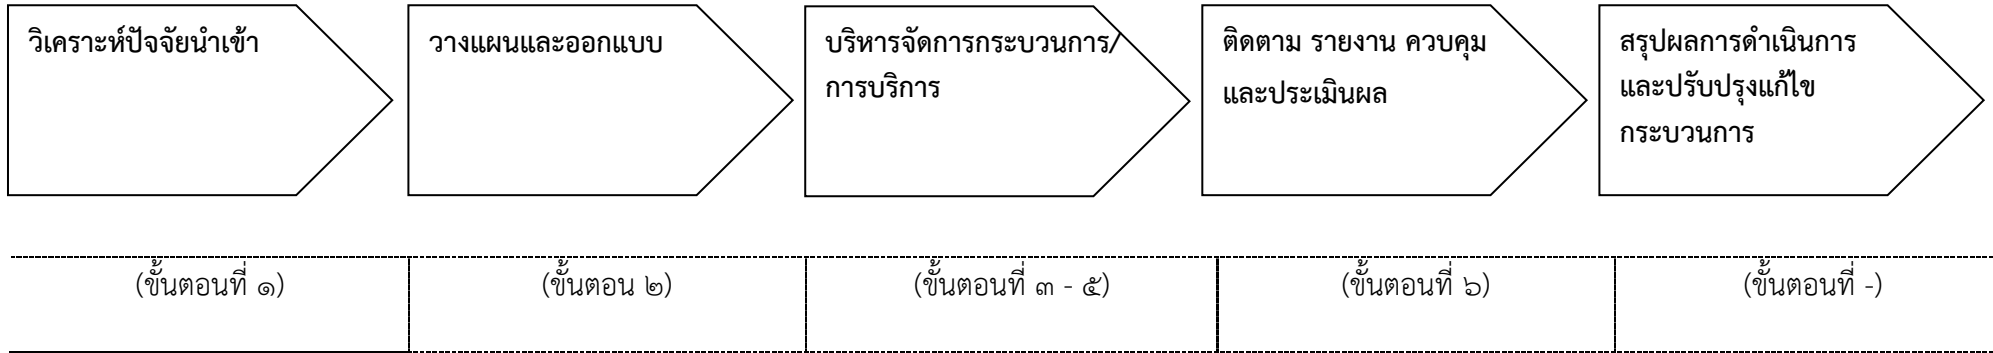 วิเคราะห์ปัจจัยนำเข้า
วางแผนและออกแบบ
บริหารจัดการกระบวนการ/
การบริการ
ติดตาม รายงาน ควบคุม
และประเมินผล
สรุปผลการดำเนินการ
และปรับปรุงแก้ไข
กระบวนการ
(ขั้นตอนที่ ๑)
(ขั้นตอน ๒)
(ขั้นตอนที่ ๓ - ๕)
(ขั้นตอนที่ ๖)
(ขั้นตอนที่ -)